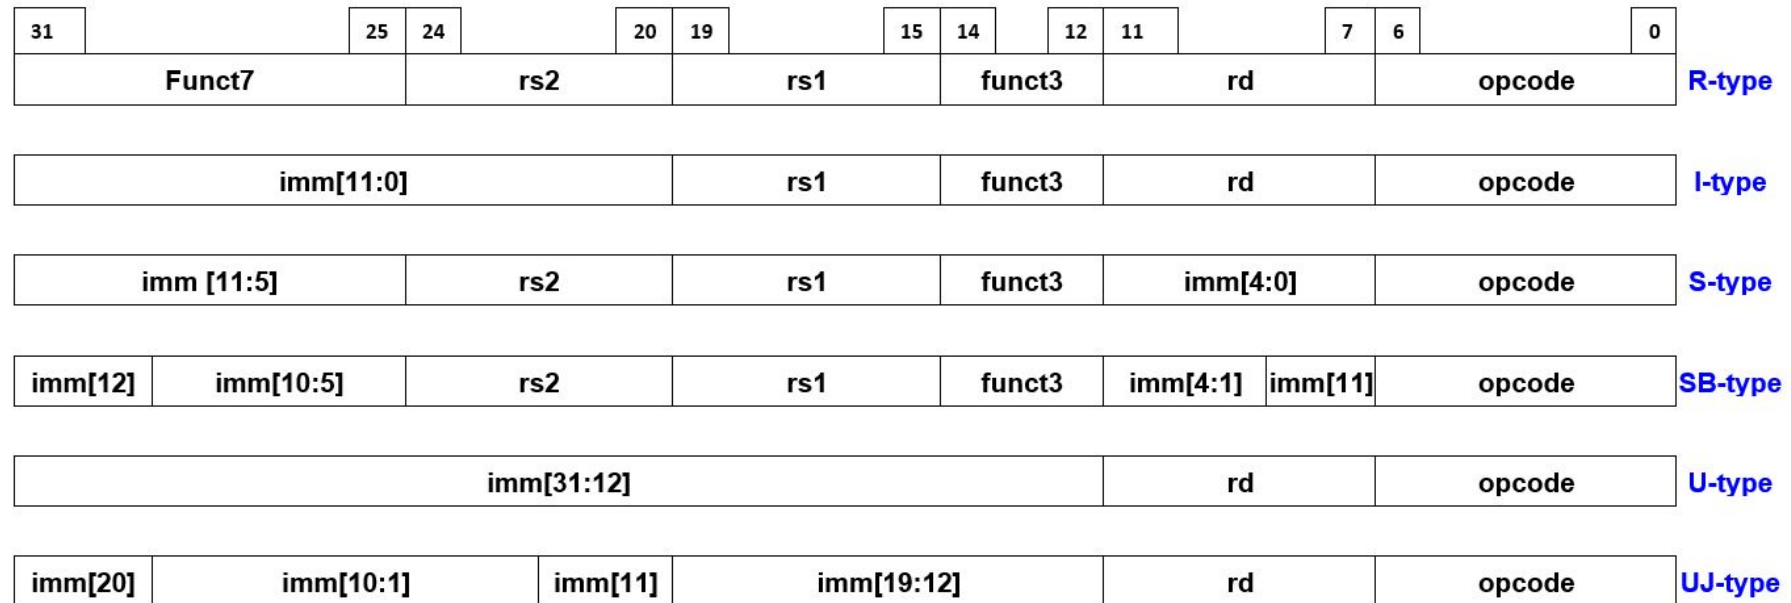 31 25 24 20 19 15 14 12 11 7 6 0
Funct7 rs2 rs1 funct3 rd opcode R-type
imm[11:0] rs1 funct3 rd opcode I-type
imm [11:5] rs2 rs1 funct3 imm[4:0] opcode S-type
imm[12] imm[10:5] rs2 rs1 funct3 imm[4:1] imm[11] opcode SB-type
imm[31:12] rd opcode U-type
imm[20] imm[10:1] imm[11] imm[19:12] rd opcode UJ-type